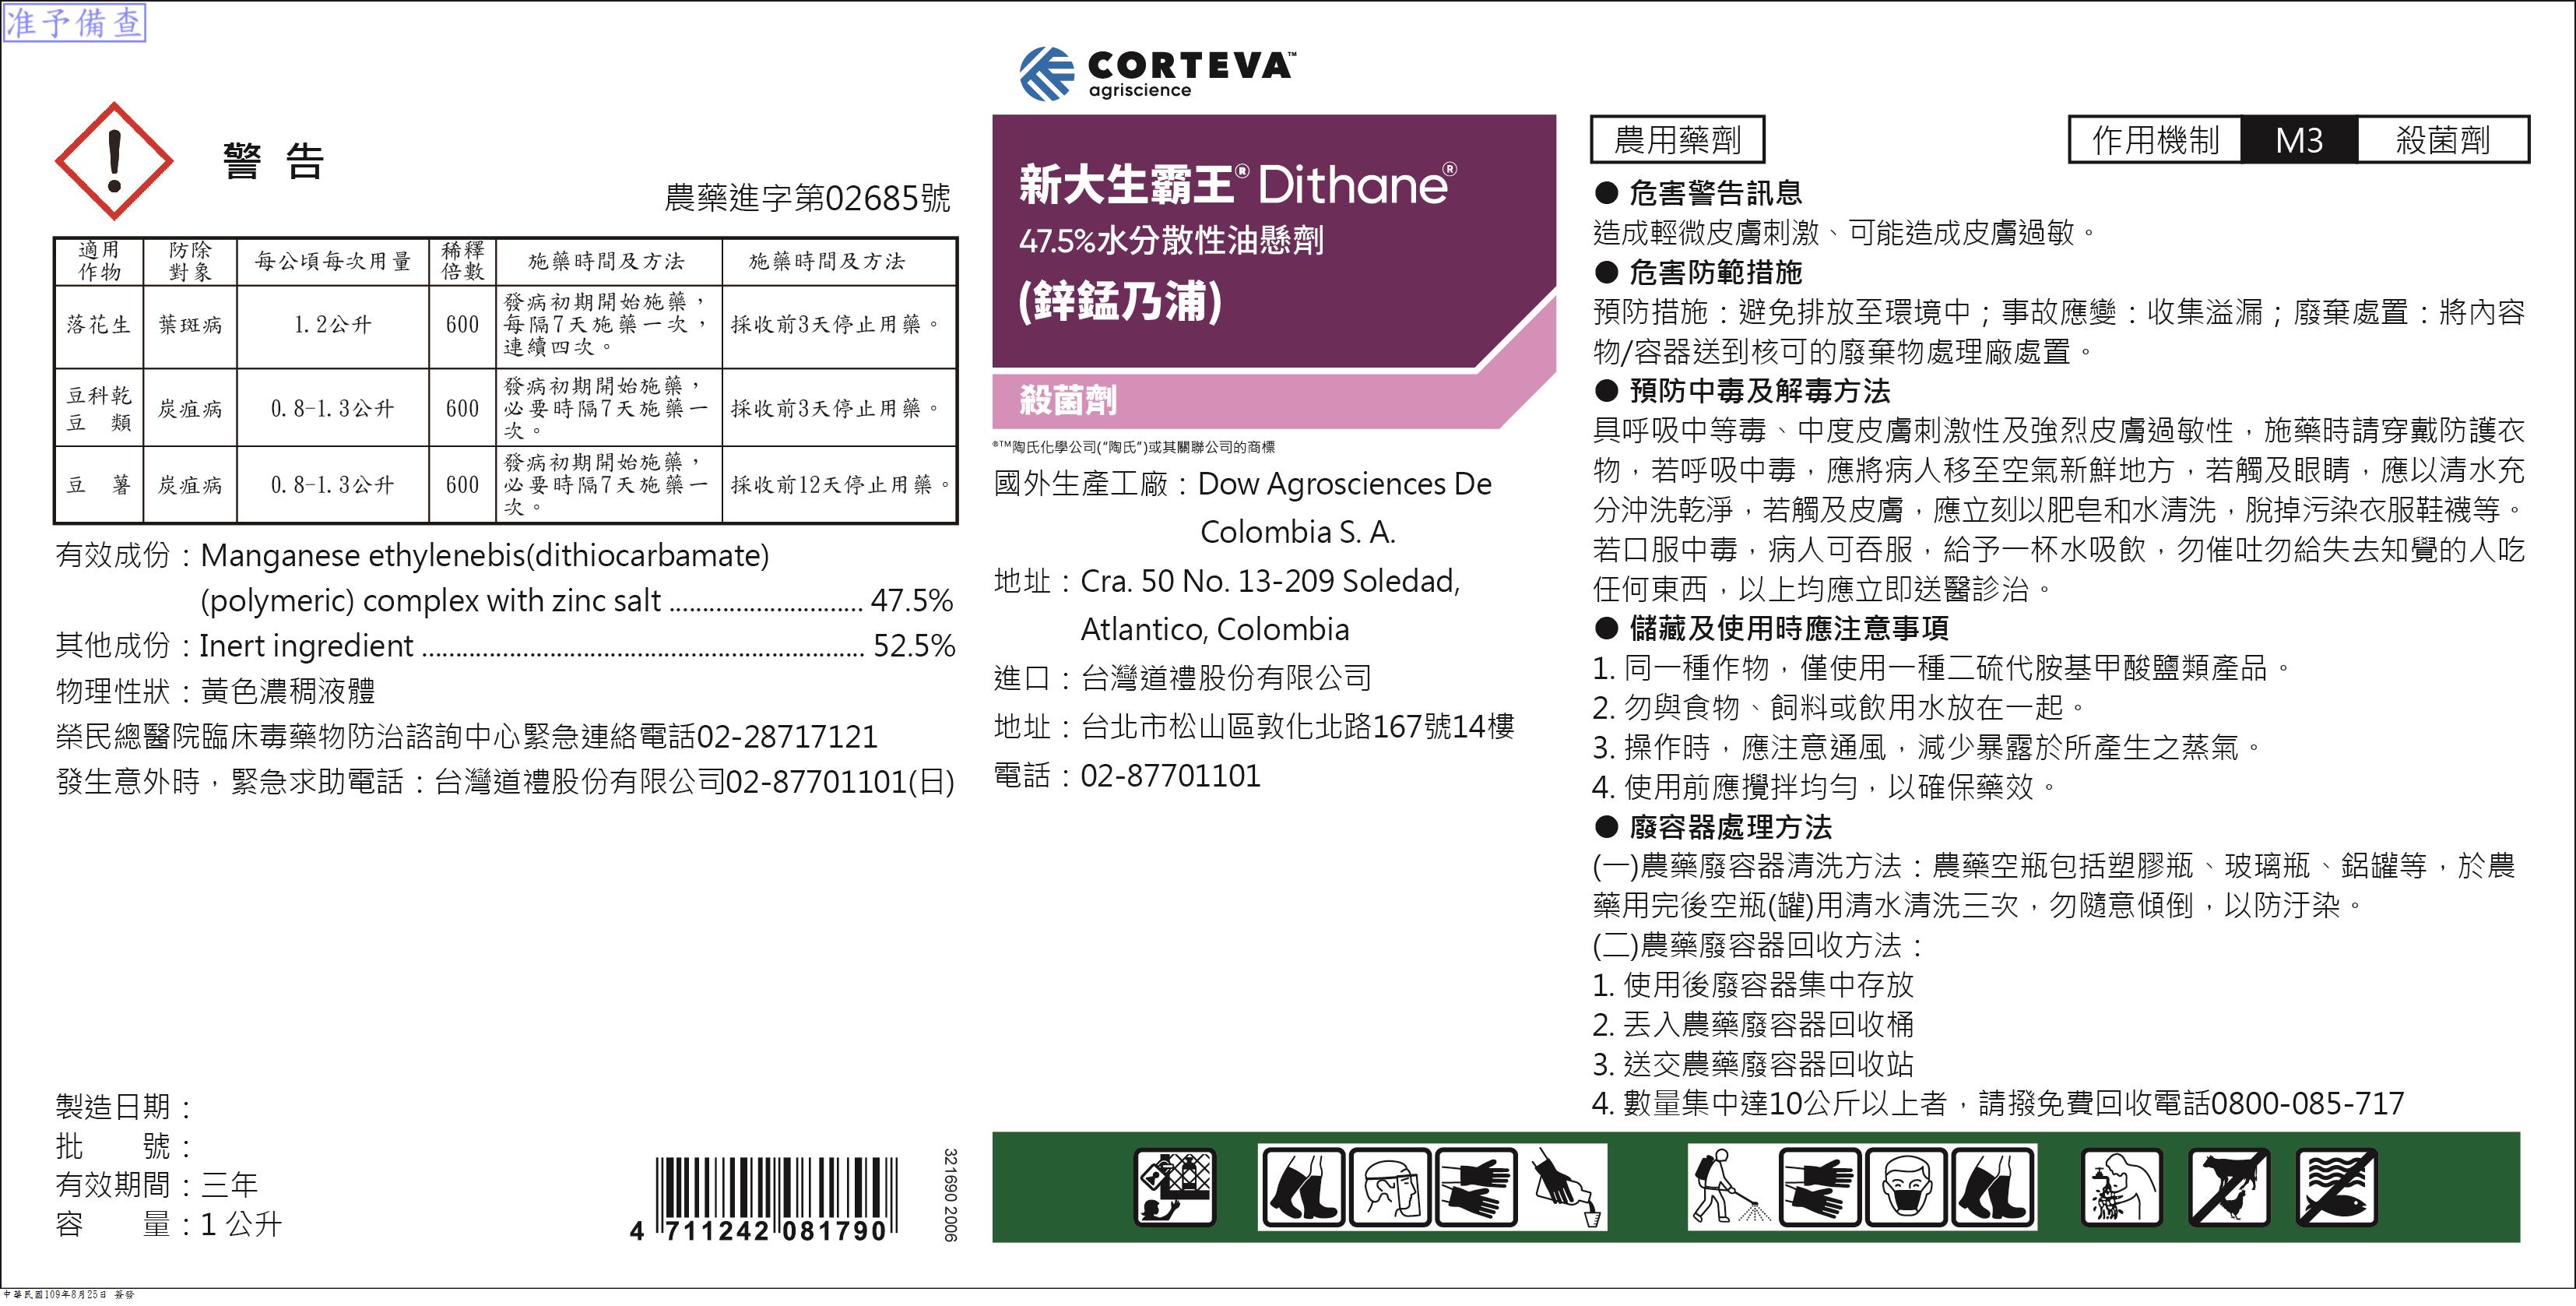 准予備查
警 告
農藥進字第02685號
適用作物 防除對象 每公頃每次用量 稀釋倍數 施藥時間及方法 施藥時間及方法
落花生 葉斑病 1.2公升 600 發病初期開始施藥，每隔7天施藥一次，連續四次。 採收前3天停止用藥。
豆科乾豆類 炭疽病 0.8-1.3公升 600 發病初期開始施藥，必要時隔7天施藥一次。 採收前3天停止用藥。
豆薯 炭疽病 0.8-1.3公升 600 發病初期開始施藥，必要時隔7天施藥一次。 採收前12天停止用藥。
有效成份：Manganese ethylenebis(dithiocarbamate)
(polymeric) complex with zinc salt ............................. 47.5%
其他成份：Inert ingredient .................................................................. 52.5%
物理性狀：黃色濃稠液體
榮民總醫院臨床毒藥物防治諮詢中心緊急連絡電話02-28717121
發生意外時，緊急求助電話：台灣道禮股份有限公司02-87701101(日)
製造日期：
批　　號：
有效期間：三年
容　　量：1 公升
4 711242 081790
321690 2006
CORTEVA™
agriscience
新大生霸王® Dithane®
47.5%水分散性油懸劑
(鋅錳乃浦)
殺菌劑
®™陶氏化學公司("陶氏")或其關聯公司的商標
國外生產工廠：Dow Agrosciences De
Colombia S. A.
地址：Cra. 50 No. 13-209 Soledad,
Atlantico, Colombia
進口：台灣道禮股份有限公司
地址：台北市松山區敦化北路167號14樓
電話：02-87701101
農用藥劑
作用機制 M3 殺菌劑
● 危害警告訊息
造成輕微皮膚刺激、可能造成皮膚過敏。
● 危害防範措施
預防措施：避免排放至環境中；事故應變：收集溢漏；廢棄處置：將內容
物/容器送到核可的廢棄物處理廠處置。
● 預防中毒及解毒方法
具呼吸中等毒、中度皮膚刺激性及強烈皮膚過敏性，施藥時請穿戴防護衣
物，若呼吸中毒，應將病人移至空氣新鮮地方，若觸及眼睛，應以清水充
分沖洗乾淨，若觸及皮膚，應立刻以肥皂和水清洗，脫掉污染衣服鞋襪等。
若口服中毒，病人可吞服，給予一杯水吸飲，勿催吐勿給失去知覺的人吃
任何東西，以上均應立即送醫診治。
● 儲藏及使用時應注意事項
1. 同一種作物，僅使用一種二硫代胺基甲酸鹽類產品。
2. 勿與食物、飼料或飲用水放在一起。
3. 操作時，應注意通風，減少暴露於所產生之蒸氣。
4. 使用前應攪拌均勻，以確保藥效。
● 廢容器處理方法
(一)農藥廢容器清洗方法：農藥空瓶包括塑膠瓶、玻璃瓶、鋁罐等，於農
藥用完後空瓶(罐)用清水清洗三次，勿隨意傾倒，以防汙染。
(二)農藥廢容器回收方法：
1. 使用後廢容器集中存放
2. 丟入農藥廢容器回收桶
3. 送交農藥廢容器回收站
4. 數量集中達10公斤以上者，請撥免費回收電話0800-085-717
中華民國109年8月25日 簽發